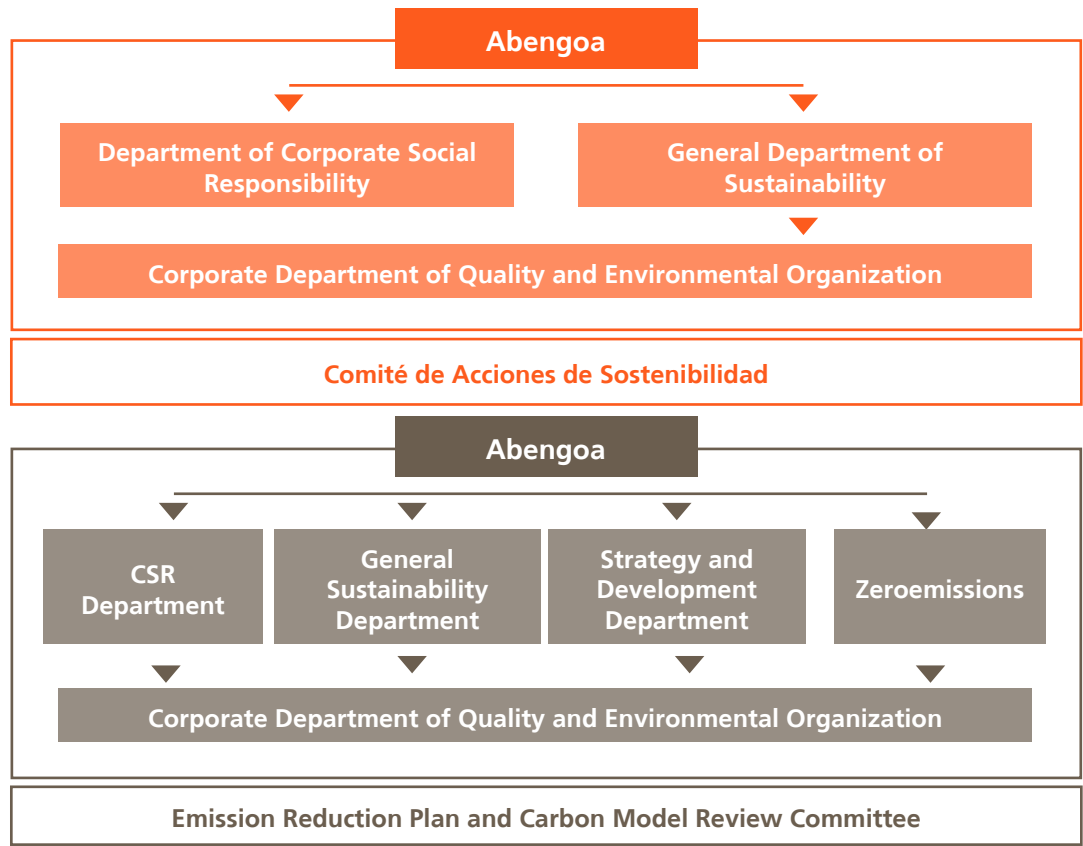 Abengoa
Department of Corporate Social
Responsibility
General Department of
Sustainability
Corporate Department of Quality and Environmental Organization
Comité de Acciones de Sostenibilidad
Abengoa
CSR
Department
General
Sustainability
Department
Strategy and
Development
Department
Zeroemissions
Corporate Department of Quality and Environmental Organization
Emission Reduction Plan and Carbon Model Review Committee